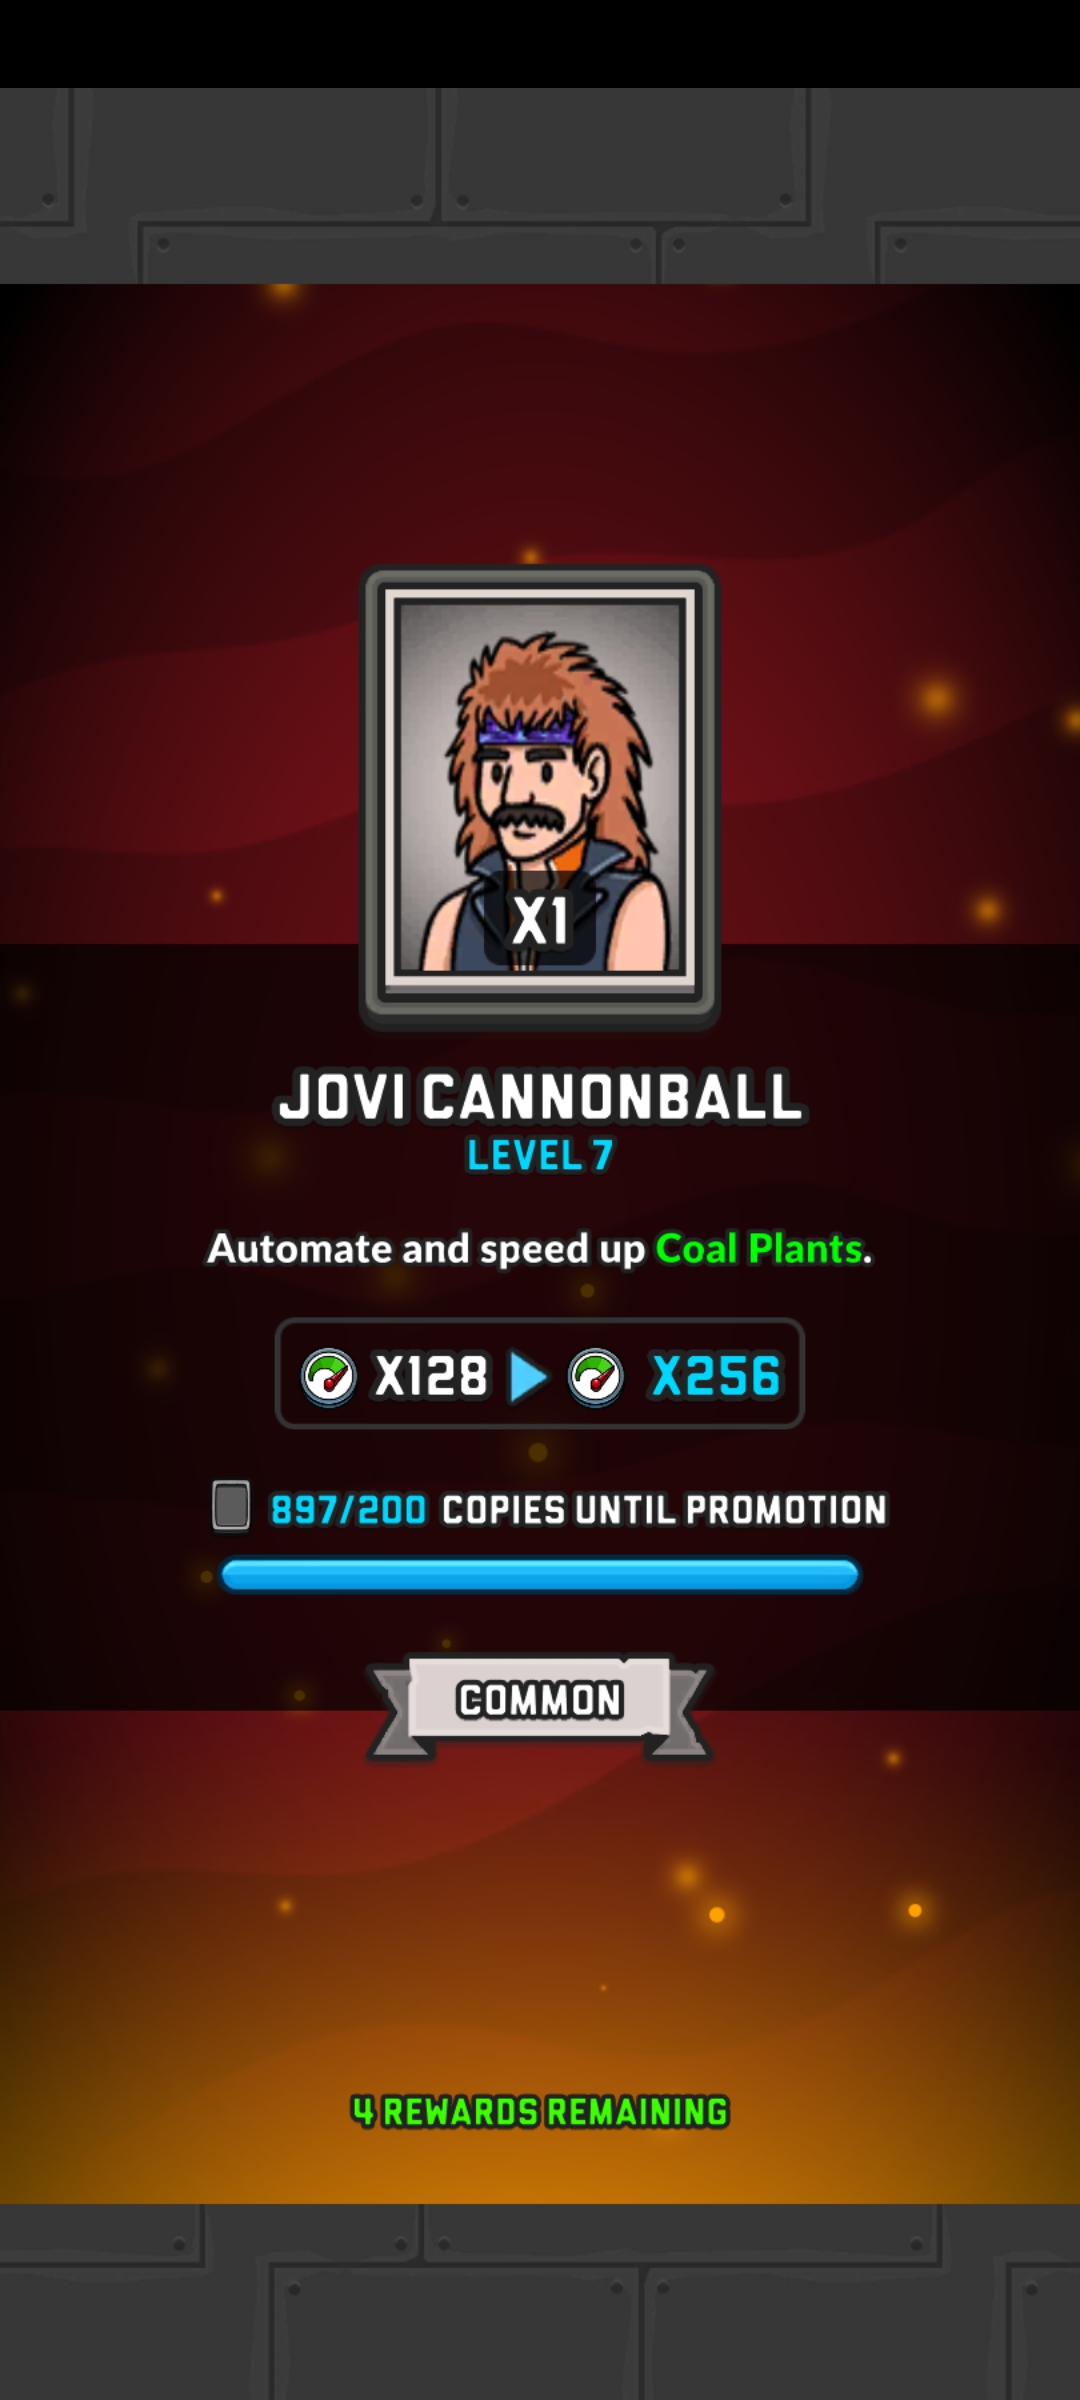 X1
JOVI CANNONBALL
LEVEL 7
Automate and speed up Coal Plants.
X128 X256
897/200 COPIES UNTIL PROMOTION
COMMON
4 REWARDS REMAINING